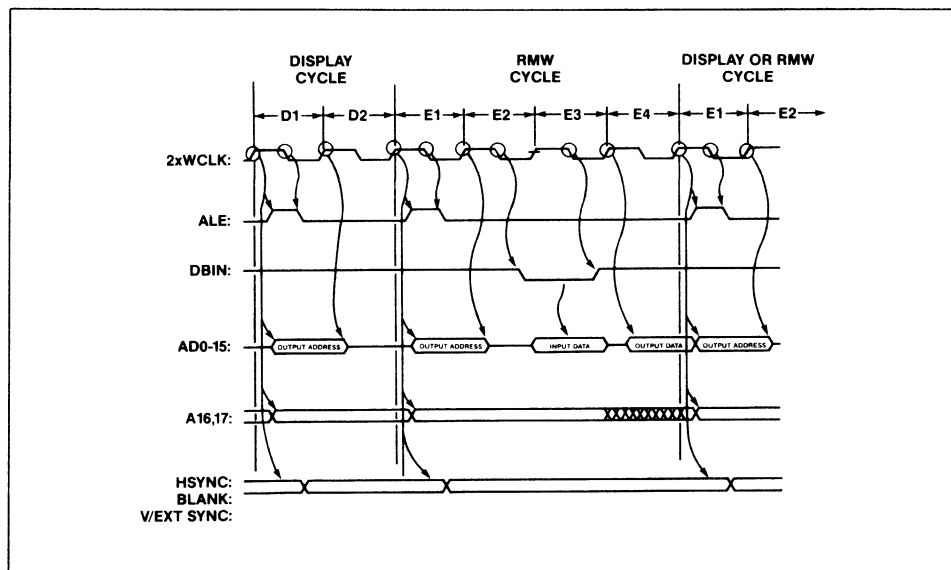 DISPLAY CYCLE
RMW CYCLE
DISPLAY OR RMW CYCLE
D1 D2 E1 E2 E3 E4 E1 E2
2xWCLK:
ALE:
DBIN:
AD0-15: OUTPUT ADDRESS OUTPUT ADDRESS INPUT DATA OUTPUT DATA OUTPUT ADDRESS
A16,17:
HSYNC:
BLANK:
V/EXT SYNC: